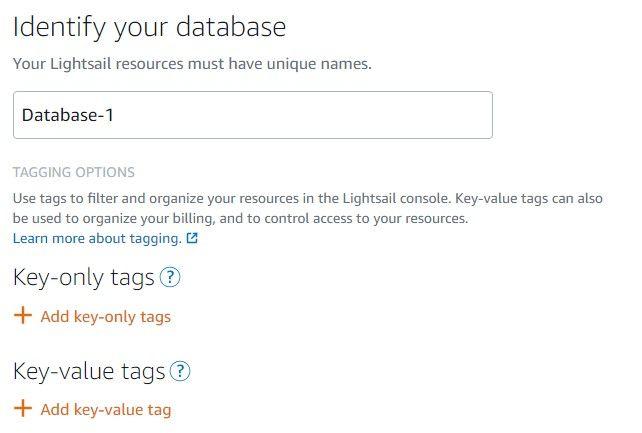 Identify your database
Your Lightsail resources must have unique names.
Database-1
TAGGING OPTIONS
Use tags to filter and organize your resources in the Lightsail console. Key-value tags can also
be used to organize your billing, and to control access to your resources.
Learn more about tagging.
Key-only tags ?
+ Add key-only tags
Key-value tags ?
+ Add key-value tag